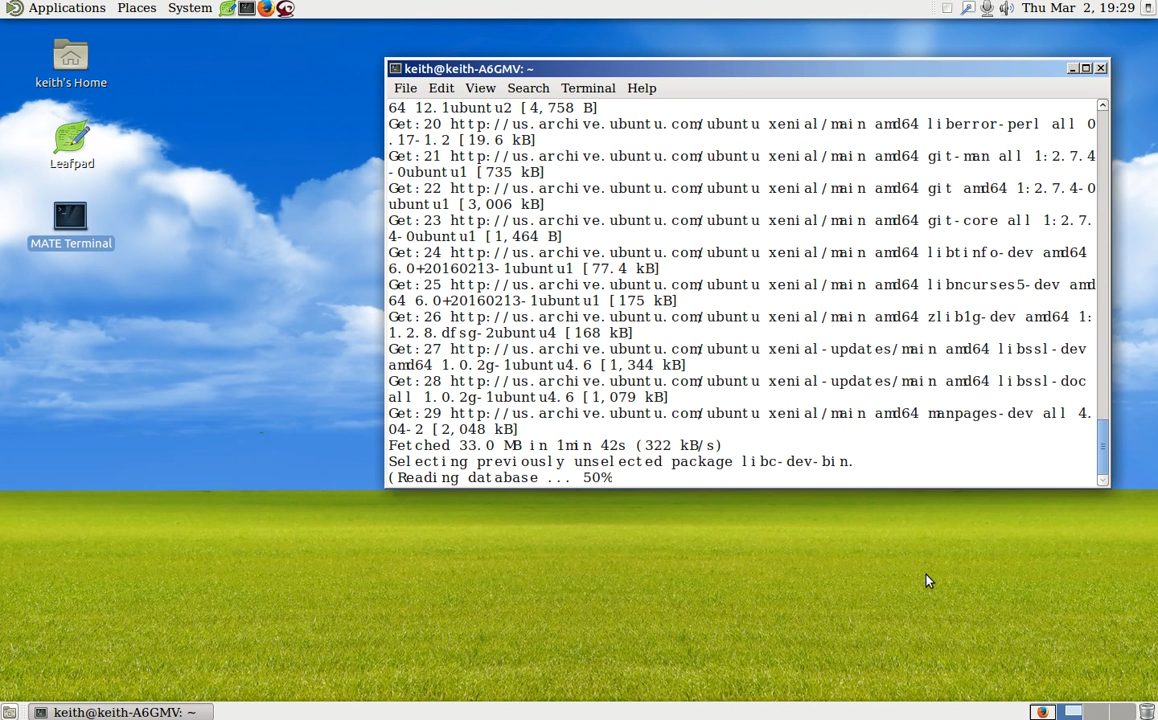 Applications Places System
Thu Mar 2, 19:29
keith's Home
Leafpad
MATE Terminal
keith@keith-A6GMV: ~
File Edit View Search Terminal Help
64 12.1ubuntu2 [4,758 B]
Get:20 http://us.archive.ubuntu.com/ubuntu xenial/main amd64 liberror-perl all 0
.17-1.2 [19.6 kB]
Get:21 http://us.archive.ubuntu.com/ubuntu xenial/main amd64 git-man all 1:2.7.4
-0ubuntu1 [735 kB]
Get:22 http://us.archive.ubuntu.com/ubuntu xenial/main amd64 git amd64 1:2.7.4-0
ubuntu1 [3,006 kB]
Get:23 http://us.archive.ubuntu.com/ubuntu xenial/main amd64 git-core all 1:2.7.
4-0ubuntu1 [1,464 B]
Get:24 http://us.archive.ubuntu.com/ubuntu xenial/main amd64 libtinfo-dev amd64
6.0+20160213-1ubuntu1 [77.4 kB]
Get:25 http://us.archive.ubuntu.com/ubuntu xenial/main amd64 libncurses5-dev amd
64 6.0+20160213-1ubuntu1 [175 kB]
Get:26 http://us.archive.ubuntu.com/ubuntu xenial/main amd64 zlib1g-dev amd64 1:
1.2.8.dfsg-2ubuntu4 [168 kB]
Get:27 http://us.archive.ubuntu.com/ubuntu xenial-updates/main amd64 libssl-dev
amd64 1.0.2g-1ubuntu4.6 [1,344 kB]
Get:28 http://us.archive.ubuntu.com/ubuntu xenial-updates/main amd64 libssl-doc
all 1.0.2g-1ubuntu4.6 [1,079 kB]
Get:29 http://us.archive.ubuntu.com/ubuntu xenial/main amd64 manpages-dev all 4.
04-2 [2,048 kB]
Fetched 33.0 MB in 1min 42s (322 kB/s)
Selecting previously unselected package libc-dev-bin.
(Reading database ... 50%
keith@keith-A6GMV: ~